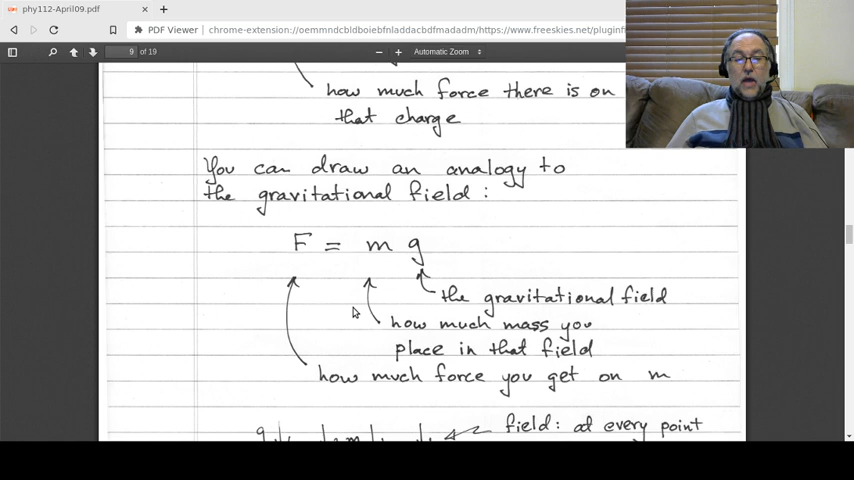 phy112-April09.pdf
PDF Viewer
chrome-extension://oemmndcbldboiebfnladdacbdfmadadm/https://www.freeskies.net/pluginfi
9 of 19
Automatic Zoom
how much force there is on
that charge
You can draw an analogy to
the gravitational field :
F = m g
the gravitational field
how much mass you
place in that field
how much force you get on m
field: at every point